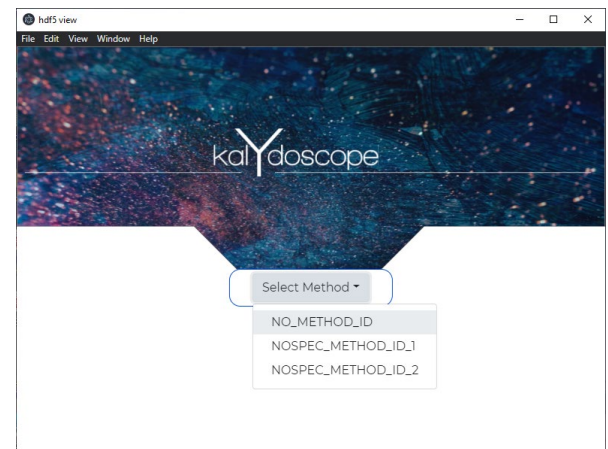 hdf5 view
File Edit View Window Help
kalYdoscope
Select Method
NO_METHOD_ID
NOSPEC_METHOD_ID_1
NOSPEC_METHOD_ID_2